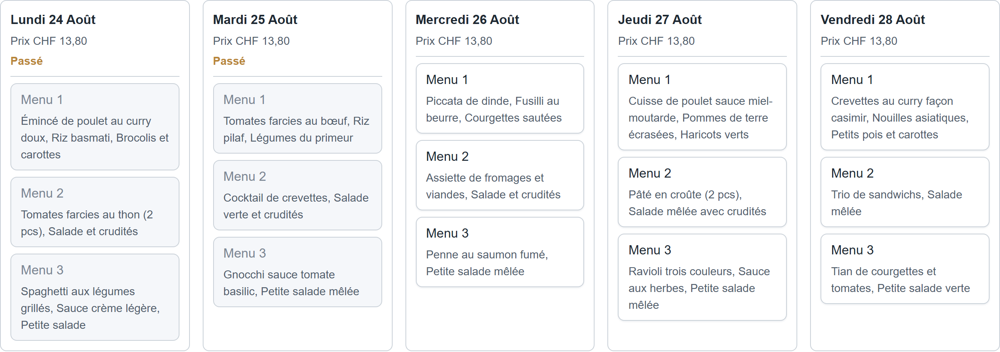 Lundi 24 Août
Prix CHF 13,80
Passé
Menu 1
Émincé de poulet au curry
doux, Riz basmati, Brocolis et
carottes
Menu 2
Tomates farcies au thon (2
pcs), Salade et crudités
Menu 3
Spaghetti aux légumes
grillés, Sauce crème légère,
Petite salade
Mardi 25 Août
Prix CHF 13,80
Passé
Menu 1
Tomates farcies au bœuf, Riz
pilaf, Légumes du primeur
Menu 2
Cocktail de crevettes, Salade
verte et crudités
Menu 3
Gnocchi sauce tomate
basilic, Petite salade mêlée
Mercredi 26 Août
Prix CHF 13,80
Menu 1
Piccata de dinde, Fusilli au
beurre, Courgettes sautées
Menu 2
Assiette de fromages et
viandes, Salade et crudités
Menu 3
Penne au saumon fumé,
Petite salade mêlée
Jeudi 27 Août
Prix CHF 13,80
Menu 1
Cuisse de poulet sauce miel-
moutarde, Pommes de terre
écrasées, Haricots verts
Menu 2
Pâté en croûte (2 pcs),
Salade mêlée avec crudités
Menu 3
Ravioli trois couleurs, Sauce
aux herbes, Petite salade
mêlée
Vendredi 28 Août
Prix CHF 13,80
Menu 1
Crevettes au curry façon
casimir, Nouilles asiatiques,
Petits pois et carottes
Menu 2
Trio de sandwichs, Salade
mêlée
Menu 3
Tian de courgettes et
tomates, Petite salade verte